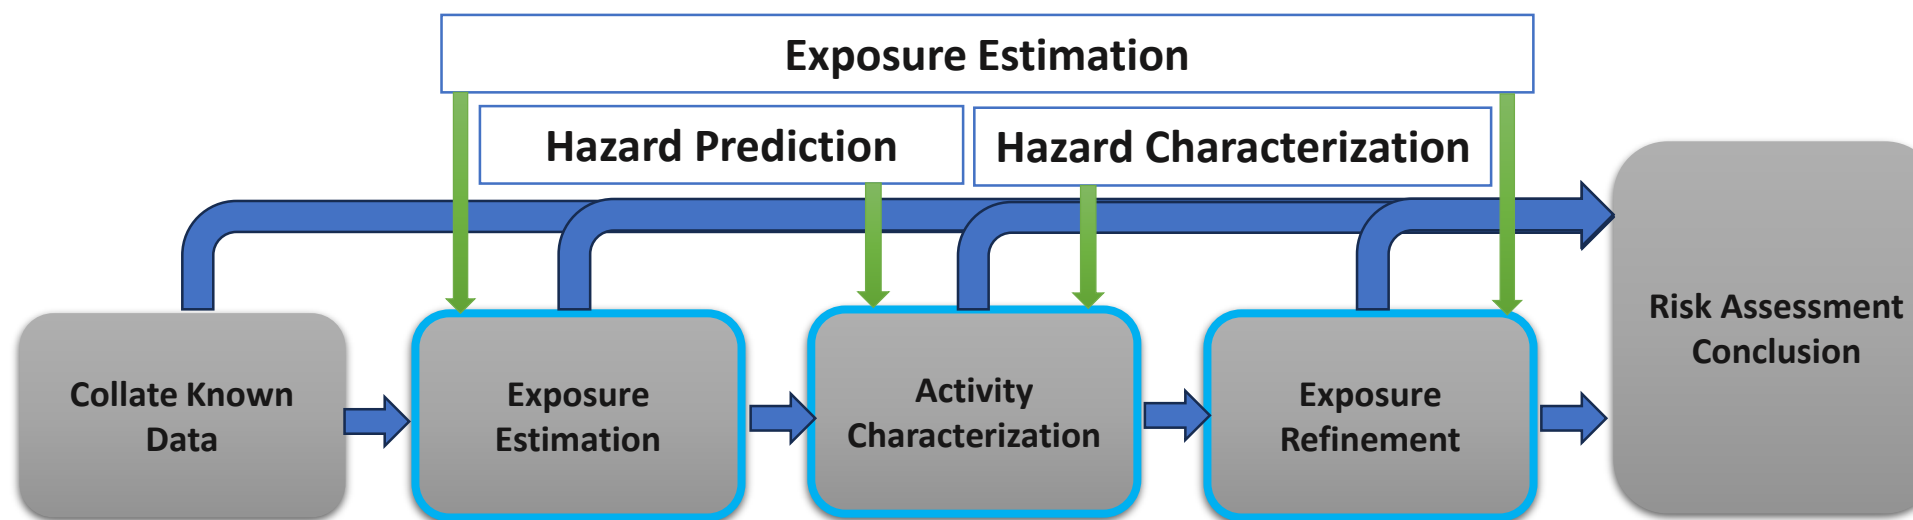 Exposure Estimation
Hazard Prediction
Hazard Characterization
Collate Known
Data
Exposure
Estimation
Activity
Characterization
Exposure
Refinement
Risk Assessment
Conclusion